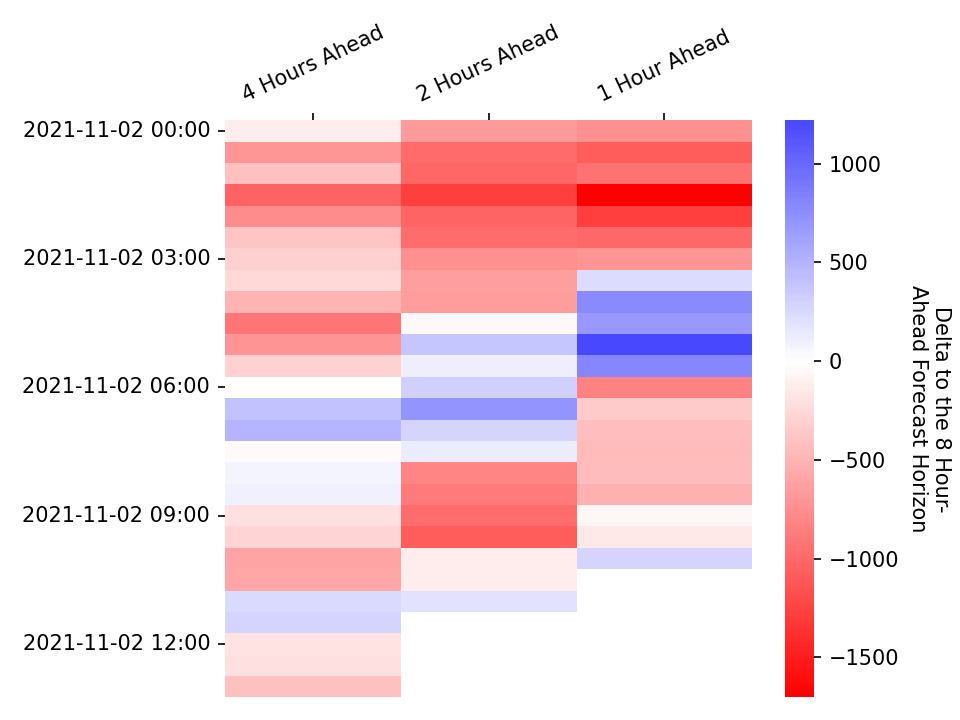 4 Hours Ahead
2 Hours Ahead
1 Hour Ahead
2021-11-02 00:00
2021-11-02 03:00
2021-11-02 06:00
2021-11-02 09:00
2021-11-02 12:00
1000
500
0
−500
−1000
−1500
Delta to the 8 Hour-
Ahead Forecast Horizon